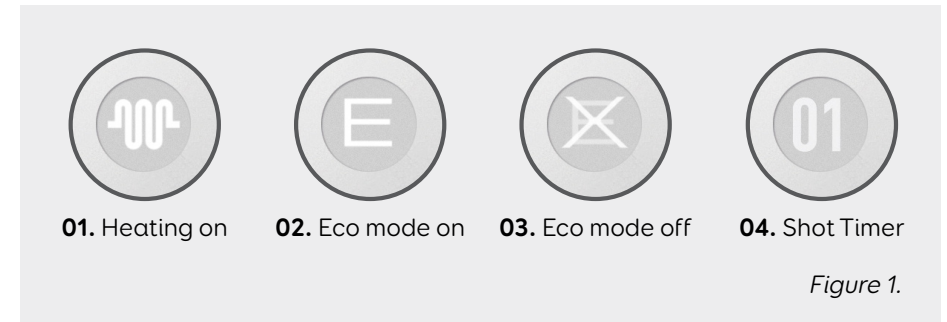 E E 01
01. Heating on 02. Eco mode on 03. Eco mode off 04. Shot Timer
Figure 1.